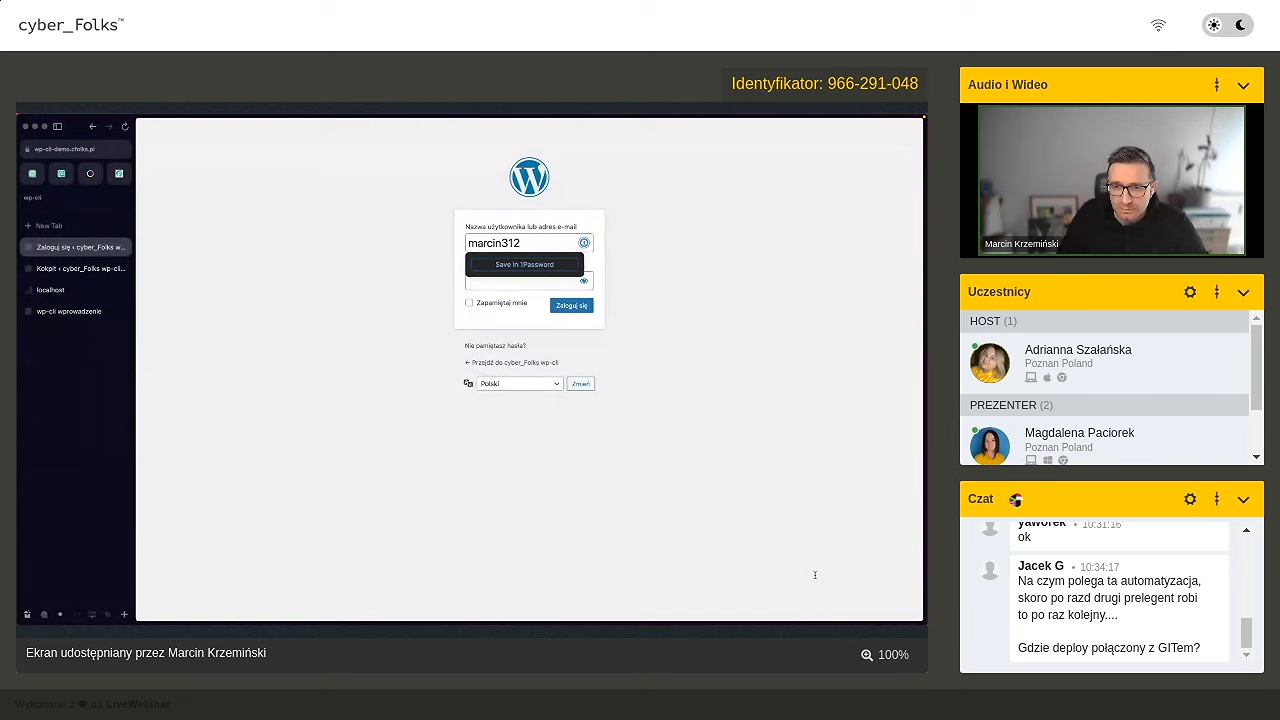 cyber_Folks™
Identyfikator: 966-291-048
wp-cli-demo.cfolks.pl
wp-cli
New Tab
Zaloguj się ‹ cyber_Folks w...
Kokpit ‹ cyber_Folks wp-cli...
localhost
wp-cli wprowadzenie
Nazwa użytkownika lub adres e-mail
marcin312
Save in 1Password
Zapamiętaj mnie
Zaloguj się
Nie pamiętasz hasła?
← Przejdź do cyber_Folks wp-cli
Polski
Zmień
Ekran udostępniany przez Marcin Krzemiński
100%
Audio i Wideo
Marcin Krzemiński
Uczestnicy
HOST (1)
Adrianna Szałańska
Poznan Poland
PREZENTER (2)
Magdalena Paciorek
Poznan Poland
Czat
yaworek • 10:31:16
ok
Jacek G • 10:34:17
Na czym polega ta automatyzacja,
skoro po razd drugi prelegent robi
to po raz kolejny....
Gdzie deploy połączony z GITem?
Wykonane z ❤ od LiveWebinar